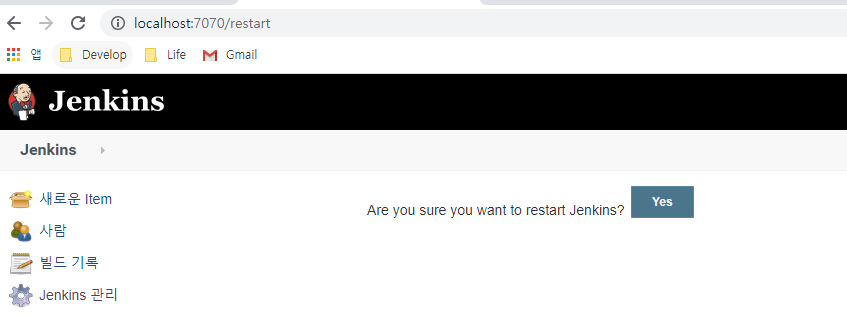 localhost:7070/restart
앱 Develop Life Gmail
Jenkins
Jenkins
새로운 Item
Are you sure you want to restart Jenkins? Yes
사람
빌드 기록
Jenkins 관리